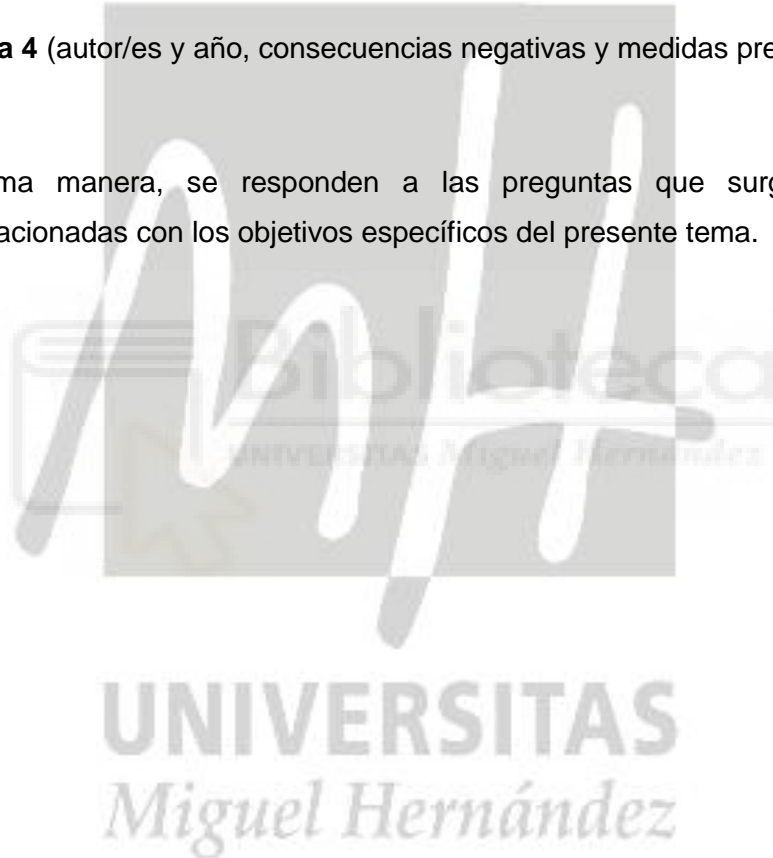 a 4 (autor/es y año, consecuencias negativas y medidas pre
ma manera, se responden a las preguntas que surg
acionadas con los objetivos específicos del presente tema.
Biblioteca
UNIVERSITAS Miguel Hernández
UNIVERSITAS
Miguel Hernández